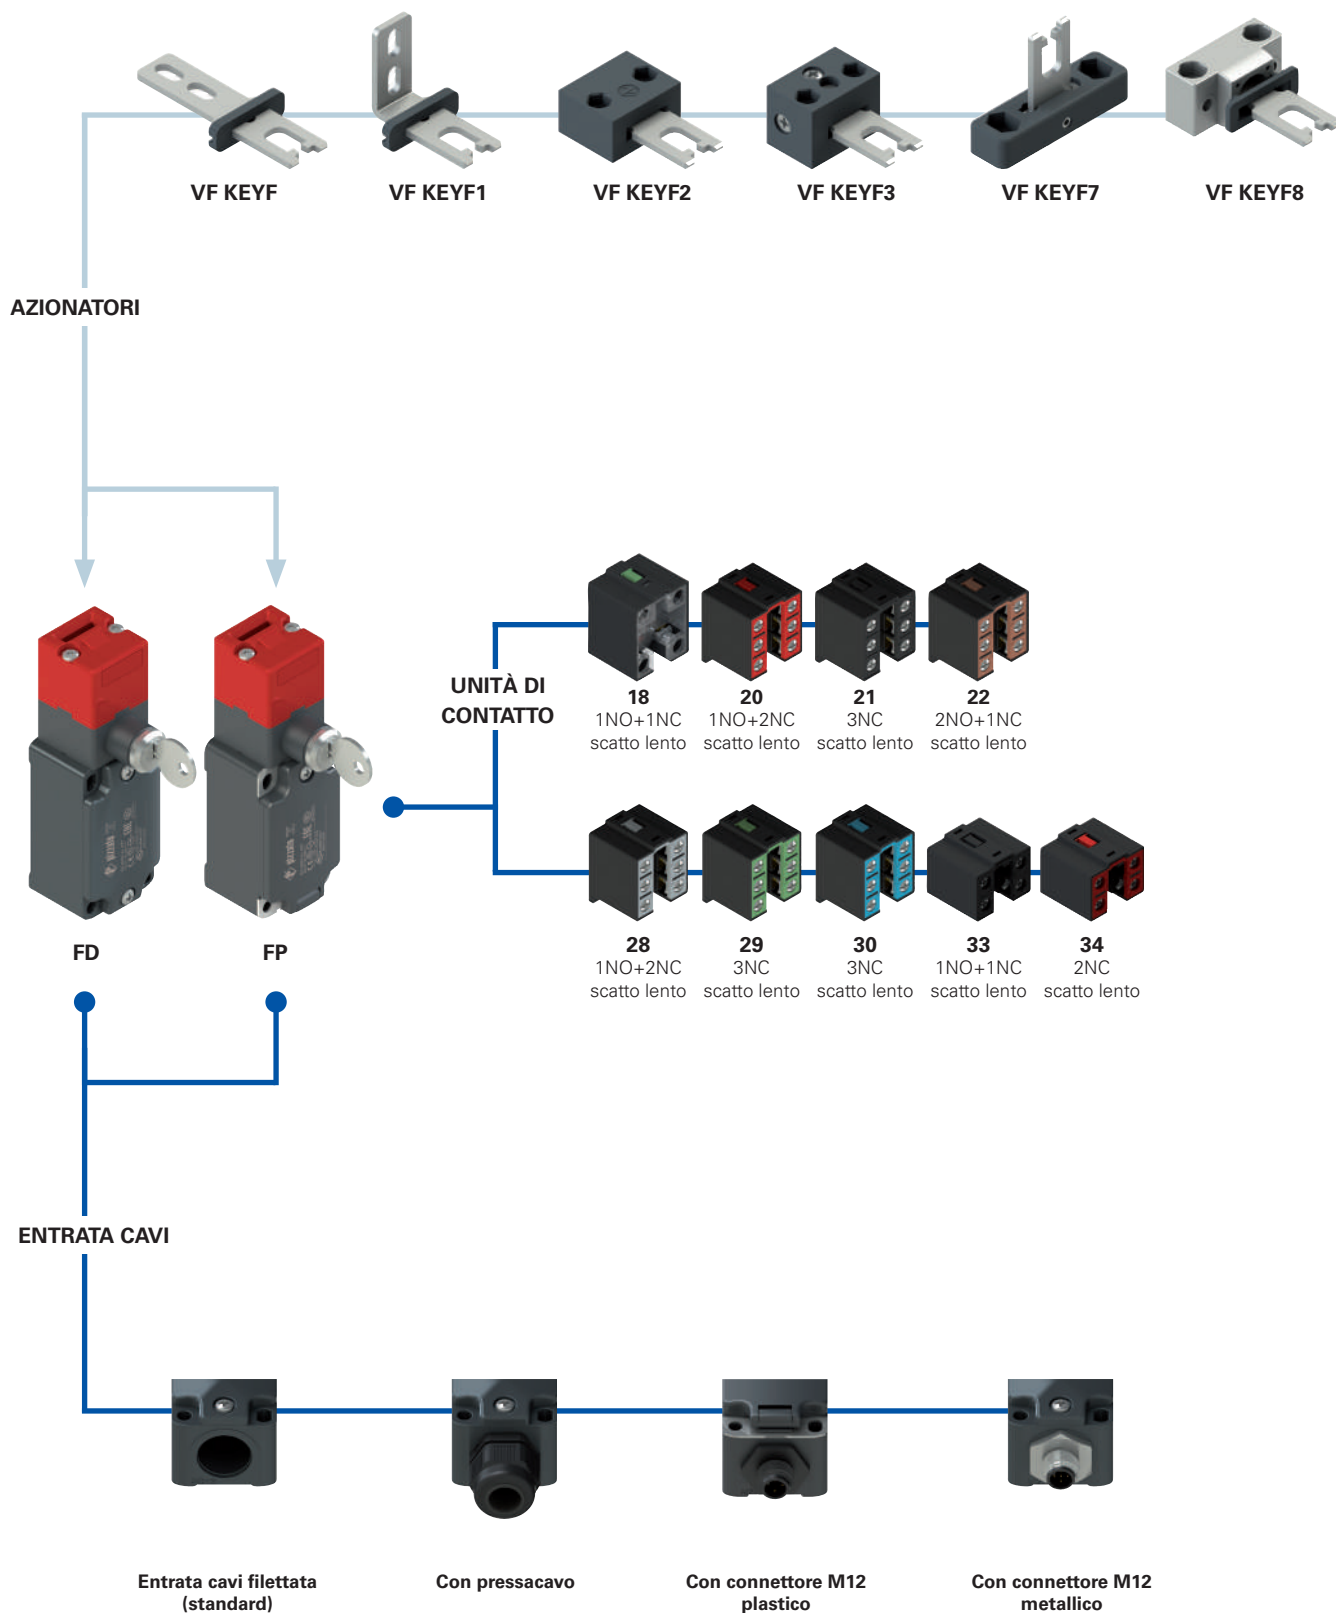 VF KEYF
VF KEYF1
VF KEYF2
VF KEYF3
VF KEYF7
VF KEYF8
AZIONATORI
UNITÀ DI
CONTATTO
18
1NO+1NC
scatto lento
20
1NO+2NC
scatto lento
21
3NC
scatto lento
22
2NO+1NC
scatto lento
28
1NO+2NC
scatto lento
29
3NC
scatto lento
30
3NC
scatto lento
33
1NO+1NC
scatto lento
34
2NC
scatto lento
pizzato
pizzato
FD
FP
ENTRATA CAVI
Entrata cavi filettata
(standard)
Con pressacavo
Con connettore M12
plastico
Con connettore M12
metallico